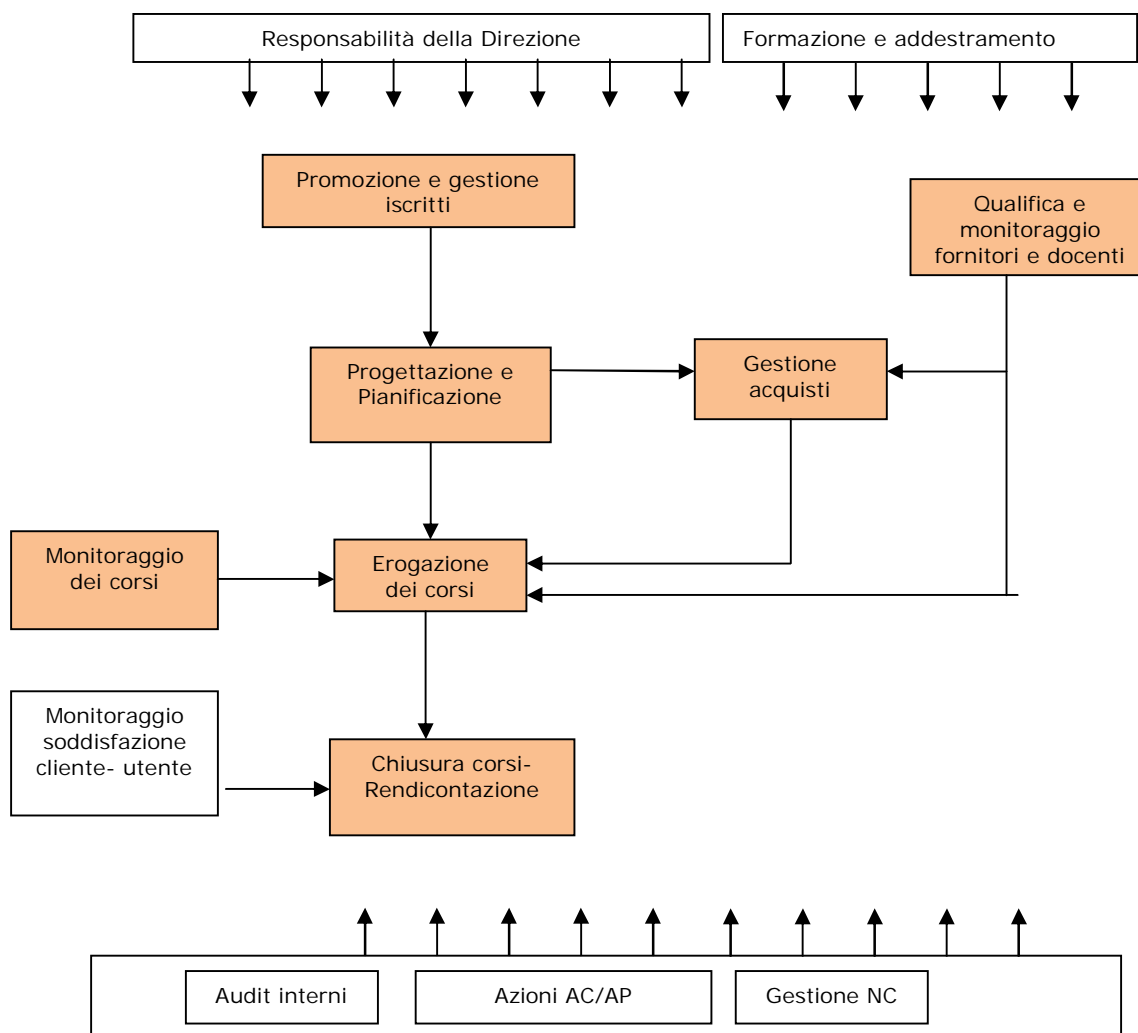 Responsabilità della Direzione
Formazione e addestramento
Promozione e gestione
iscritti
Qualifica e
monitoraggio
fornitori e docenti
Progettazione e
Pianificazione
Gestione
acquisti
Monitoraggio
dei corsi
Erogazione
dei corsi
Monitoraggio
soddisfazione
cliente- utente
Chiusura corsi-
Rendicontazione
Audit interni
Azioni AC/AP
Gestione NC